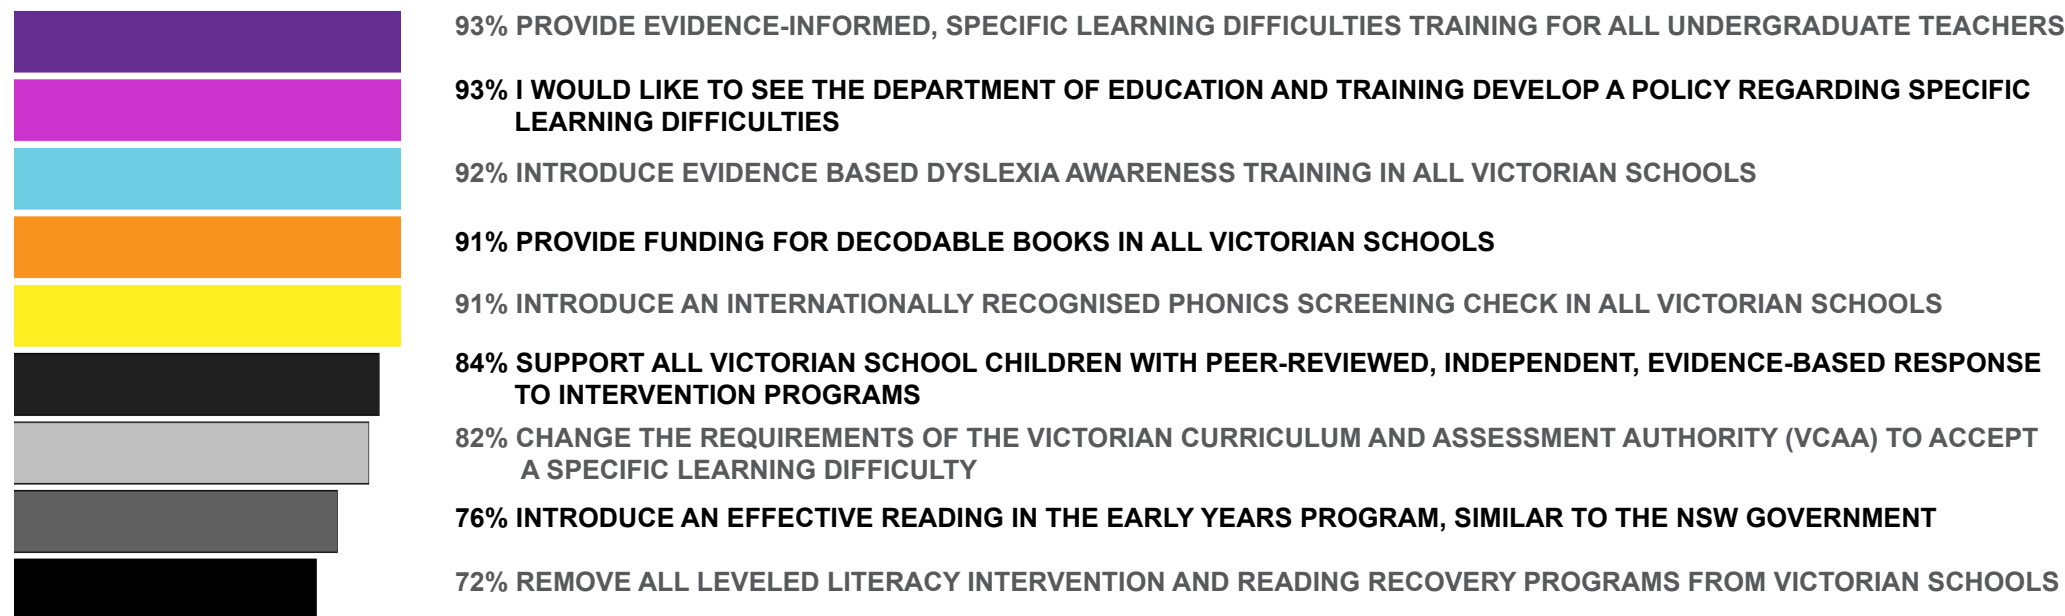 93% PROVIDE EVIDENCE-INFORMED, SPECIFIC LEARNING DIFFICULTIES TRAINING FOR ALL UNDERGRADUATE TEACHERS
93% I WOULD LIKE TO SEE THE DEPARTMENT OF EDUCATION AND TRAINING DEVELOP A POLICY REGARDING SPECIFIC
LEARNING DIFFICULTIES
92% INTRODUCE EVIDENCE BASED DYSLEXIA AWARENESS TRAINING IN ALL VICTORIAN SCHOOLS
91% PROVIDE FUNDING FOR DECODABLE BOOKS IN ALL VICTORIAN SCHOOLS
91% INTRODUCE AN INTERNATIONALLY RECOGNISED PHONICS SCREENING CHECK IN ALL VICTORIAN SCHOOLS
84% SUPPORT ALL VICTORIAN SCHOOL CHILDREN WITH PEER-REVIEWED, INDEPENDENT, EVIDENCE-BASED RESPONSE
TO INTERVENTION PROGRAMS
82% CHANGE THE REQUIREMENTS OF THE VICTORIAN CURRICULUM AND ASSESSMENT AUTHORITY (VCAA) TO ACCEPT
A SPECIFIC LEARNING DIFFICULTY
76% INTRODUCE AN EFFECTIVE READING IN THE EARLY YEARS PROGRAM, SIMILAR TO THE NSW GOVERNMENT
72% REMOVE ALL LEVELED LITERACY INTERVENTION AND READING RECOVERY PROGRAMS FROM VICTORIAN SCHOOLS